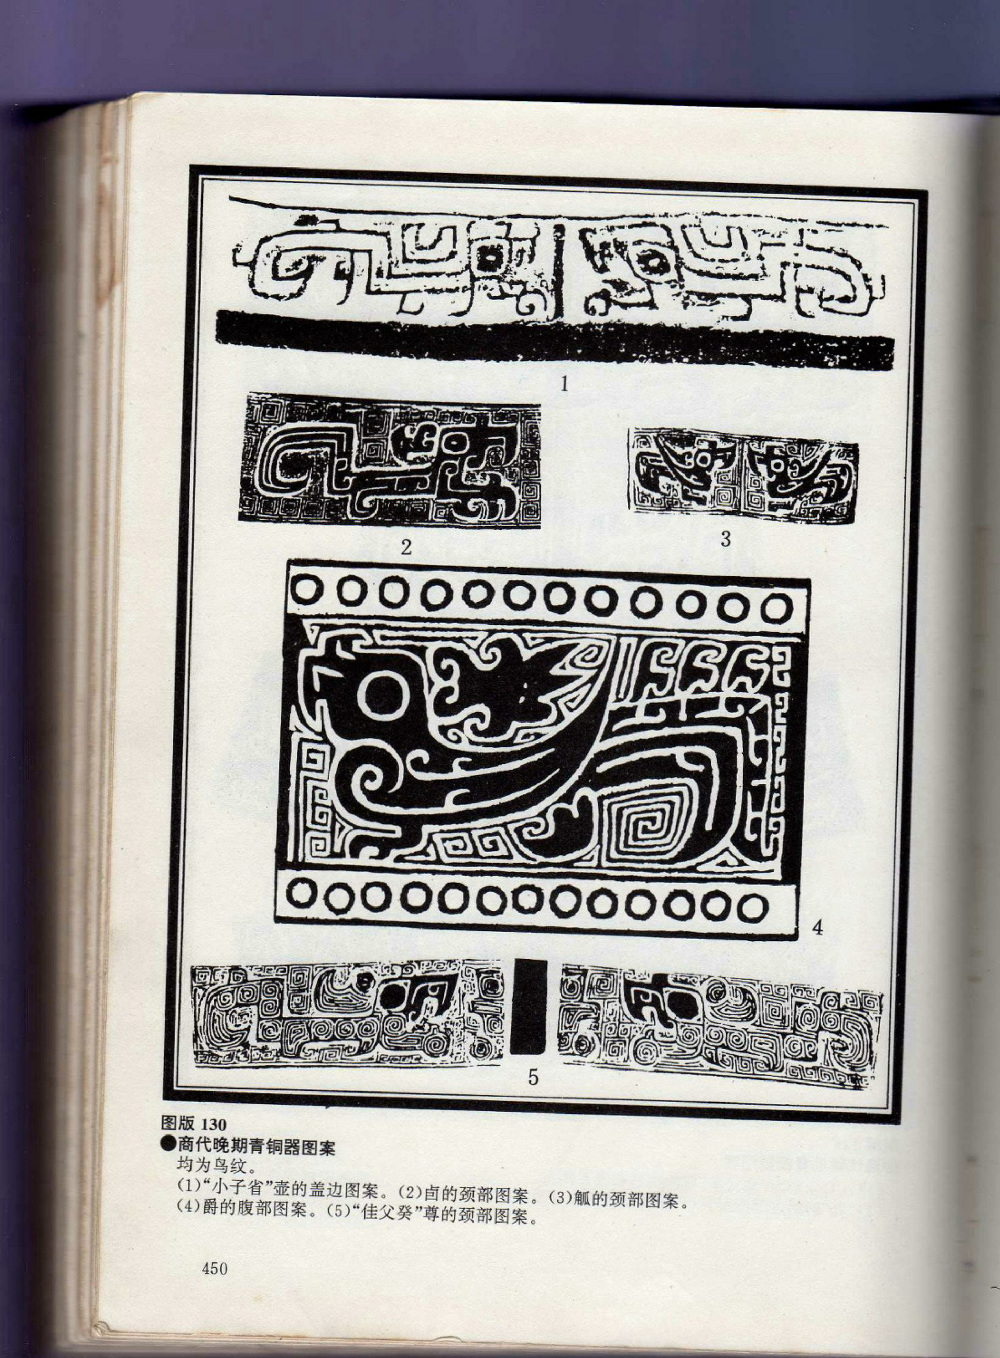 1
2
3
4
5
图版 130
●商代晚期青铜器图案
均为鸟纹。
(1)“小子省”壶的盖边图案。(2)卣的颈部图案。(3)觚的颈部图案。
(4)爵的腹部图案。(5)“佳父癸”尊的颈部图案。
450